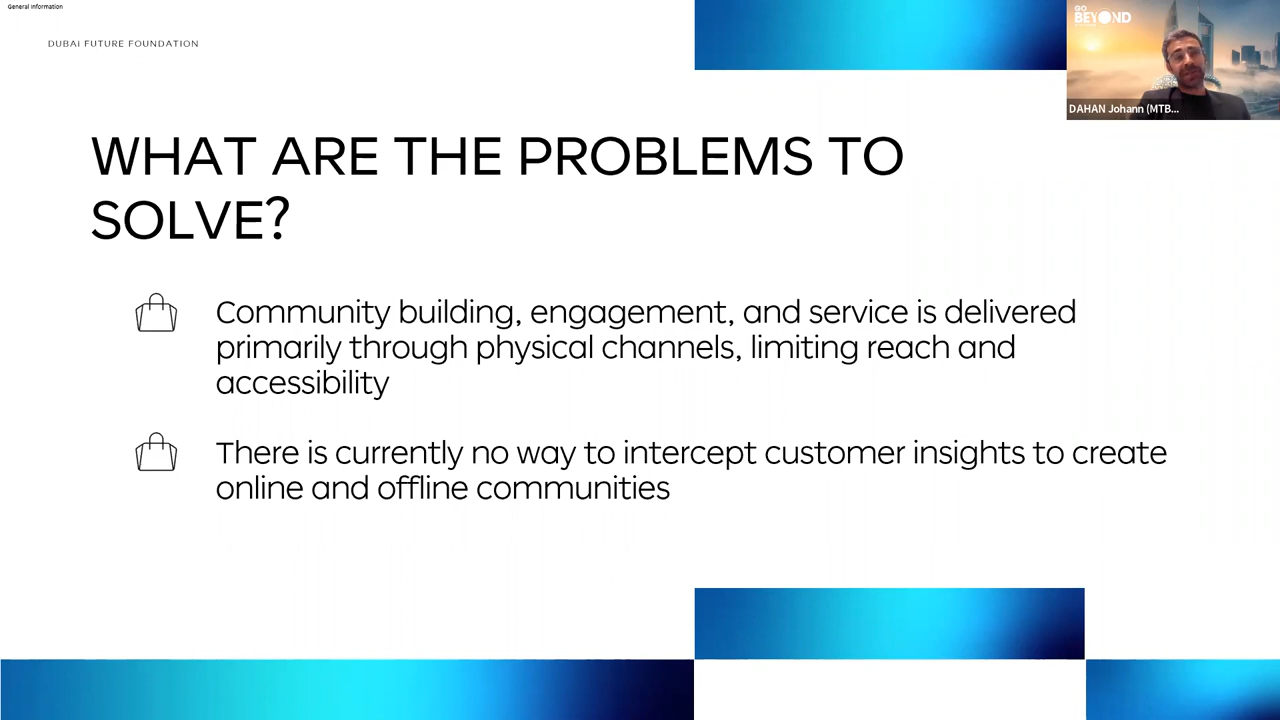 General Information
DUBAI FUTURE FOUNDATION
GO
BEYOND
DAHAN Johann (MTB...
WHAT ARE THE PROBLEMS TO
SOLVE?
Community building, engagement, and service is delivered
primarily through physical channels, limiting reach and
accessibility
There is currently no way to intercept customer insights to create
online and offline communities